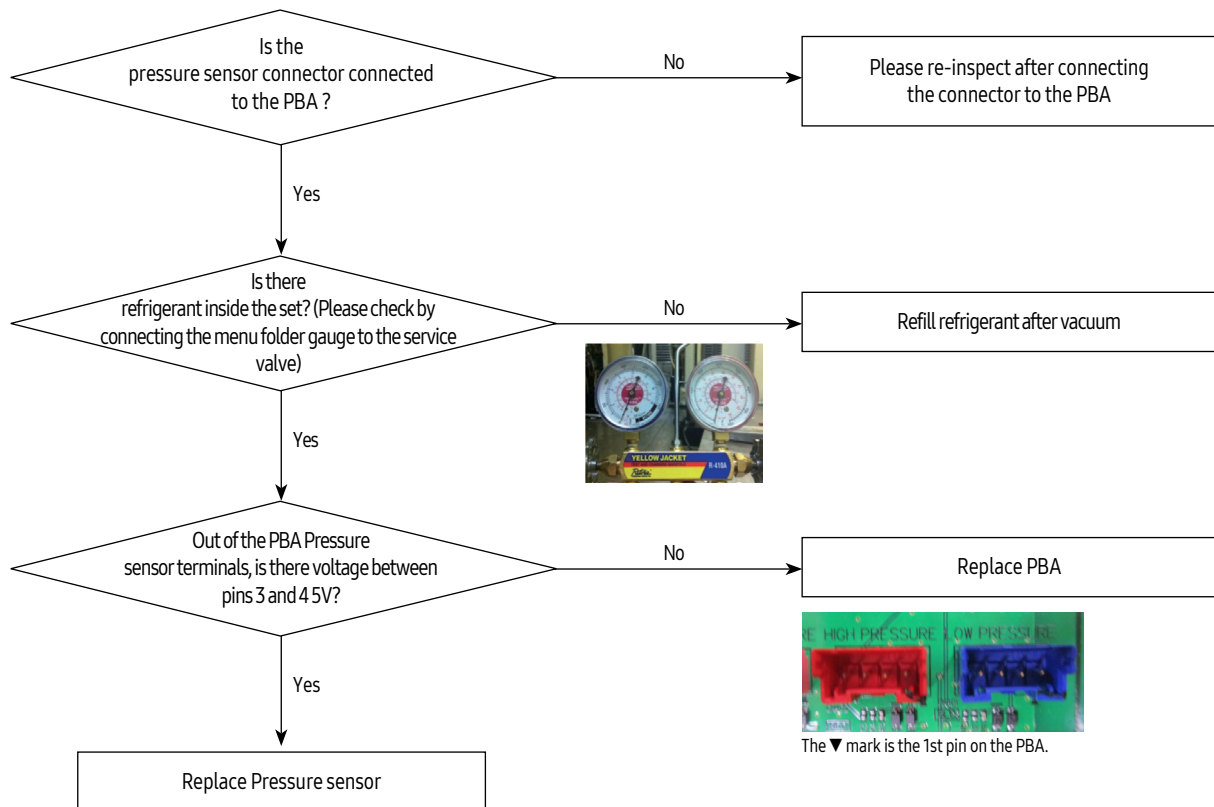 Is the
pressure sensor connector connected
to the PBA ?
No
Please re-inspect after connecting
the connector to the PBA
Yes
Is there
refrigerant inside the set? (Please check by
connecting the menu folder gauge to the service
valve)
No
Refill refrigerant after vacuum
YELLOW JACKET
R-410A
Yes
Out of the PBA Pressure
sensor terminals, is there voltage between
pins 3 and 4 5V?
No
Replace PBA
RE HIGH PRESSURE LOW PRESSURE
The ▼ mark is the 1st pin on the PBA.
Yes
Replace Pressure sensor